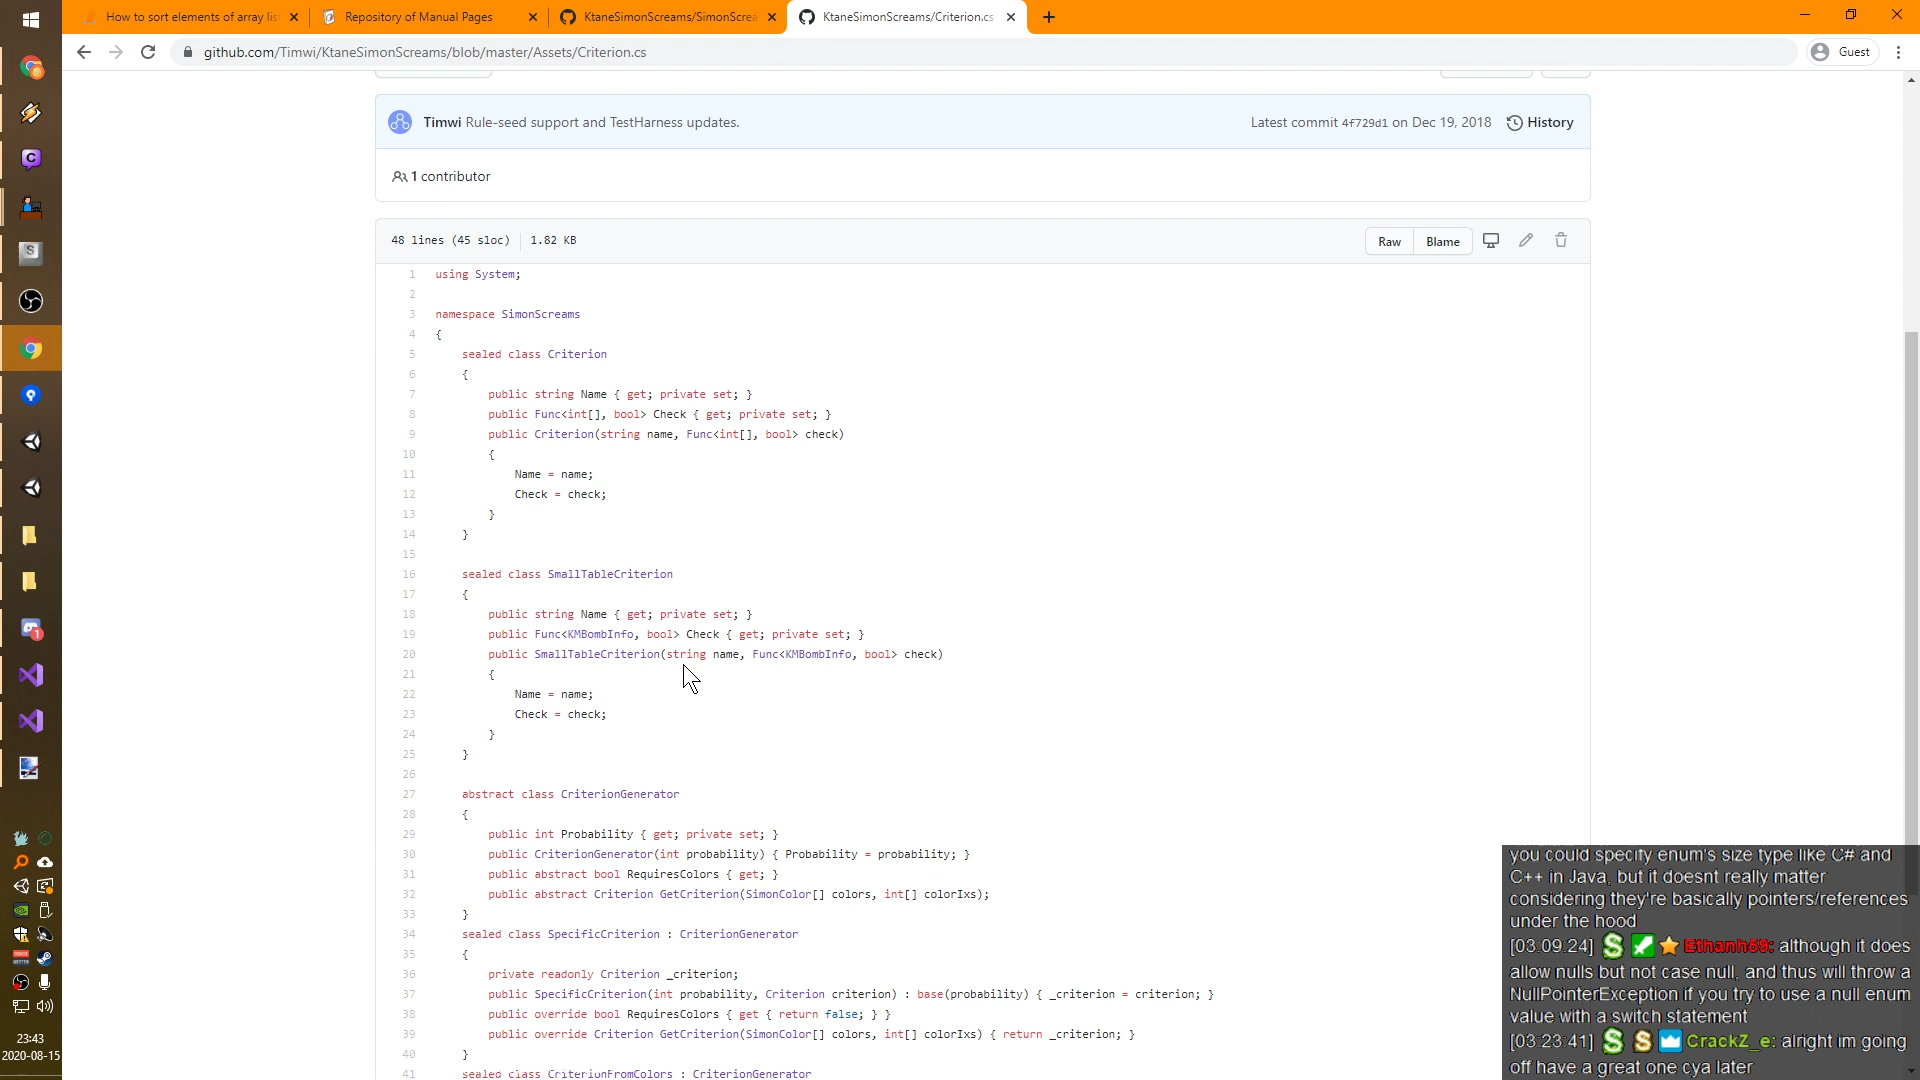 How to sort elements of array lis
Repository of Manual Pages
KtaneSimonScreams/SimonScrea
KtaneSimonScreams/Criterion.cs
github.com/Timwi/KtaneSimonScreams/blob/master/Assets/Criterion.cs
Guest
Timwi Rule-seed support and TestHarness updates.
Latest commit 4f729d1 on Dec 19, 2018
History
1 contributor
48 lines (45 sloc)
1.82 KB
Raw
Blame
1 using System;
2
3 namespace SimonScreams
4 {
5 sealed class Criterion
6 {
7 public string Name { get; private set; }
8 public Func<int[], bool> Check { get; private set; }
9 public Criterion(string name, Func<int[], bool> check)
10 {
11 Name = name;
12 Check = check;
13 }
14 }
15
16 sealed class SmallTableCriterion
17 {
18 public string Name { get; private set; }
19 public Func<KMBombInfo, bool> Check { get; private set; }
20 public SmallTableCriterion(string name, Func<KMBombInfo, bool> check)
21 {
22 Name = name;
23 Check = check;
24 }
25 }
26
27 abstract class CriterionGenerator
28 {
29 public int Probability { get; private set; }
30 public CriterionGenerator(int probability) { Probability = probability; }
31 public abstract bool RequiresColors { get; }
32 public abstract Criterion GetCriterion(SimonColor[] colors, int[] colorIxs);
33 }
34 sealed class SpecificCriterion : CriterionGenerator
35 {
36 private readonly Criterion _criterion;
37 public SpecificCriterion(int probability, Criterion criterion) : base(probability) { _criterion = criterion; }
38 public override bool RequiresColors { get { return false; } }
39 public override Criterion GetCriterion(SimonColor[] colors, int[] colorIxs) { return _criterion; }
40 }
41 sealed class CriterionFromColors : CriterionGenerator
you could specify enum's size type like C# and
C++ in Java, but it doesnt really matter
considering they're basically pointers/references
under the hood
[03:09:24] Ethanh59: although it does
allow nulls but not case null, and thus will throw a
NullPointerException if you try to use a null enum
value with a switch statement
[03:23:41] CrackZ_e: alright im going
off have a great one cya later
23:43
2020-08-15